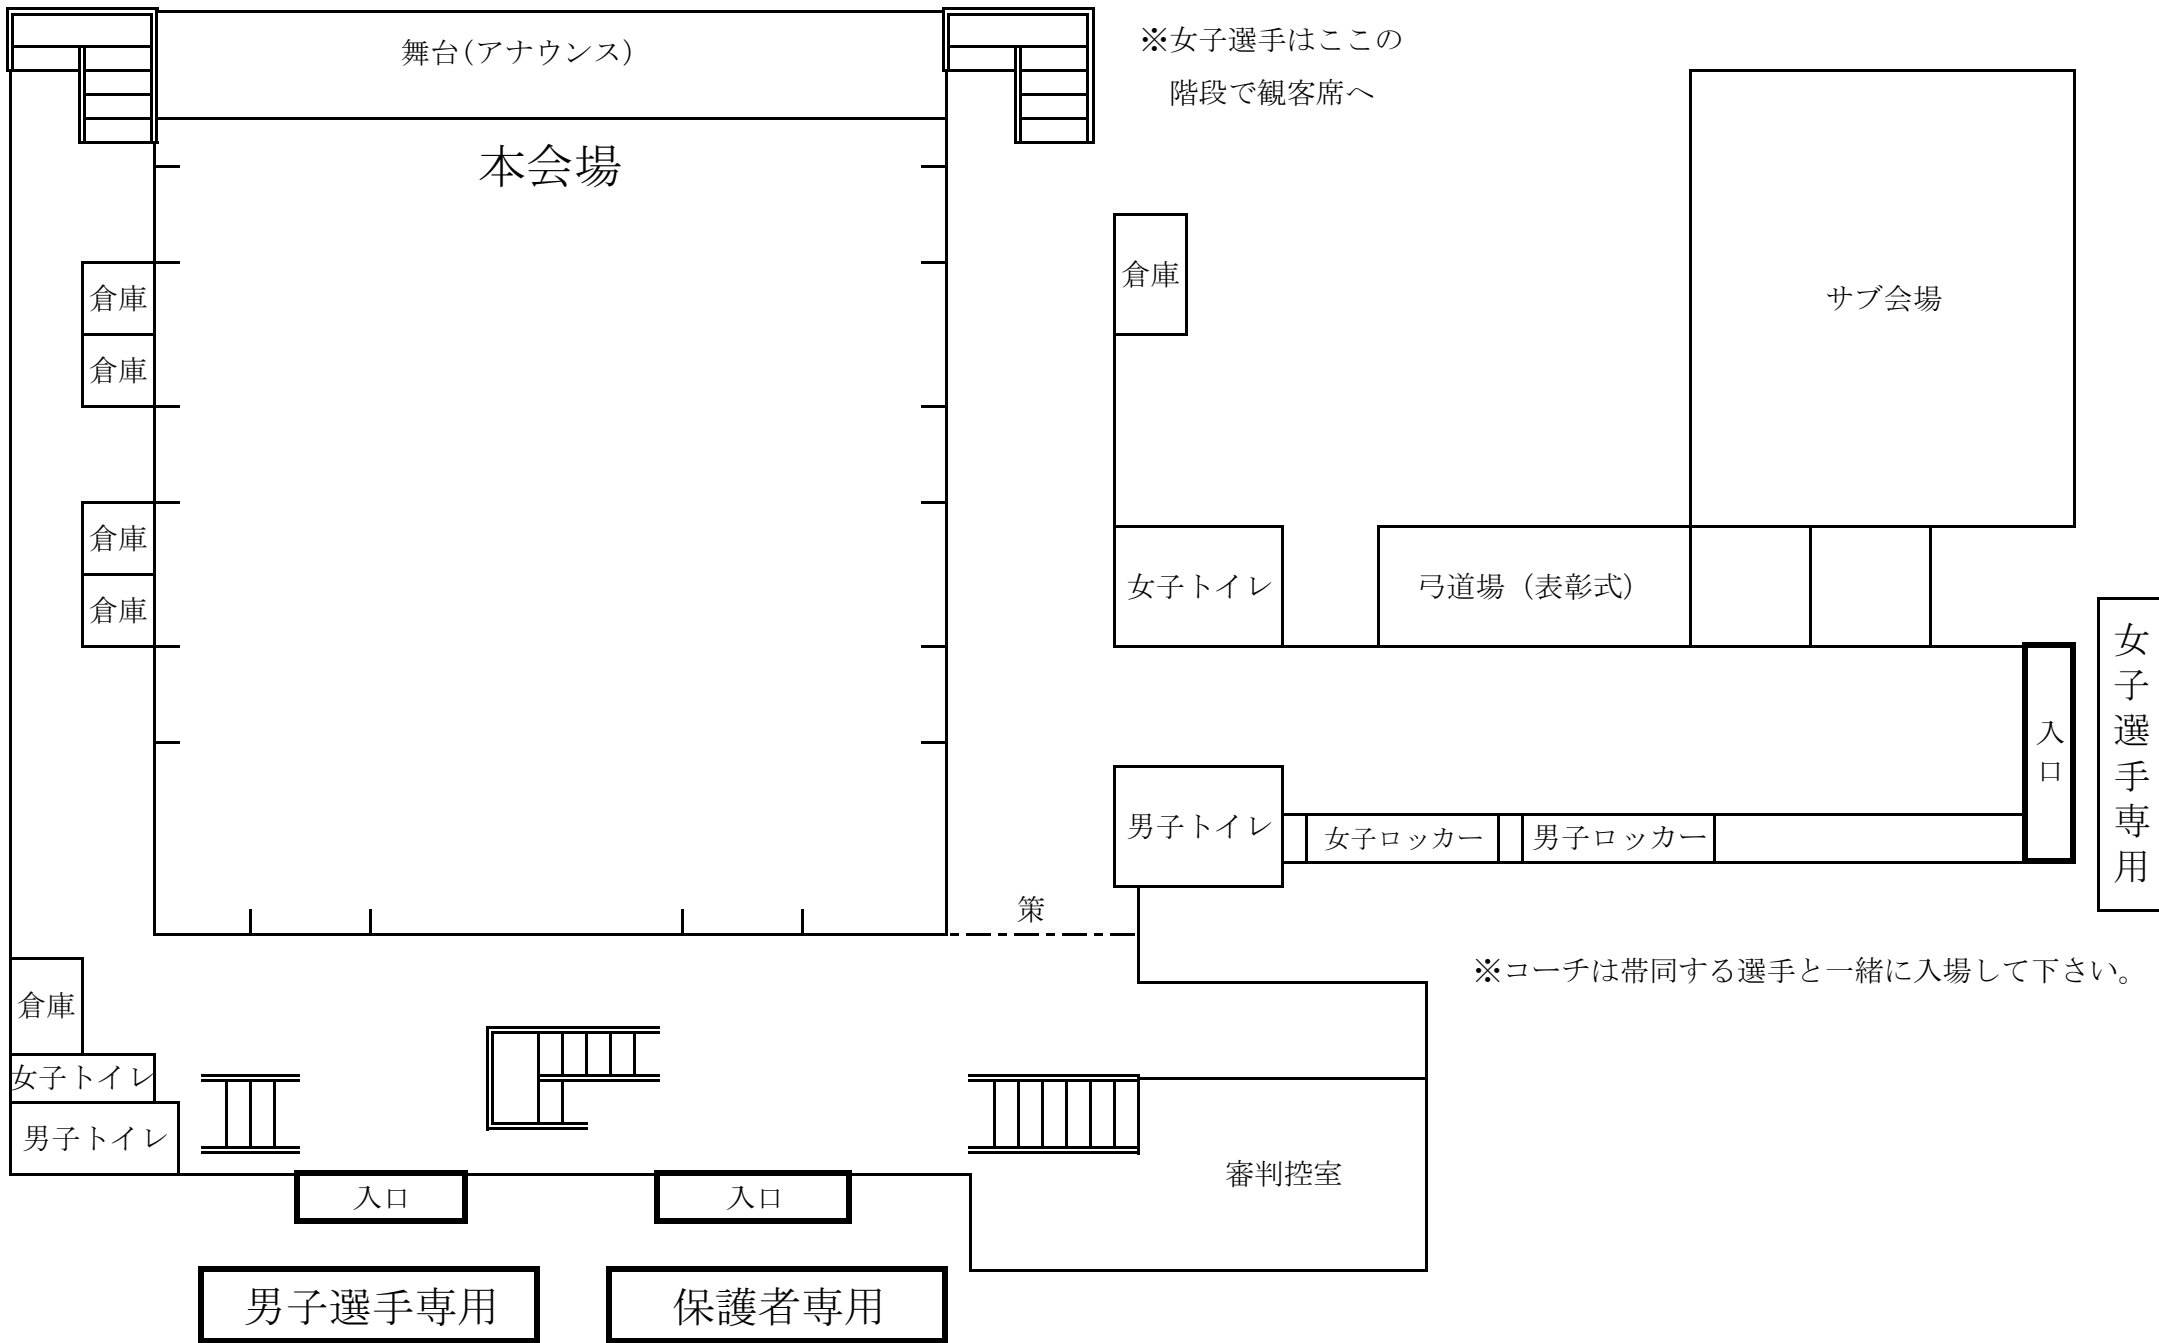 舞台(アナウンス)
※女子選手はここの
階段で観客席へ
本会場
倉庫
サブ会場
倉庫
倉庫
倉庫
倉庫
女子トイレ
弓道場（表彰式）
女子選手専用
入口
男子トイレ
女子ロッカー
男子ロッカー
策
※コーチは帯同する選手と一緒に入場して下さい。
倉庫
女子トイレ
男子トイレ
審判控室
入口
入口
男子選手専用
保護者専用